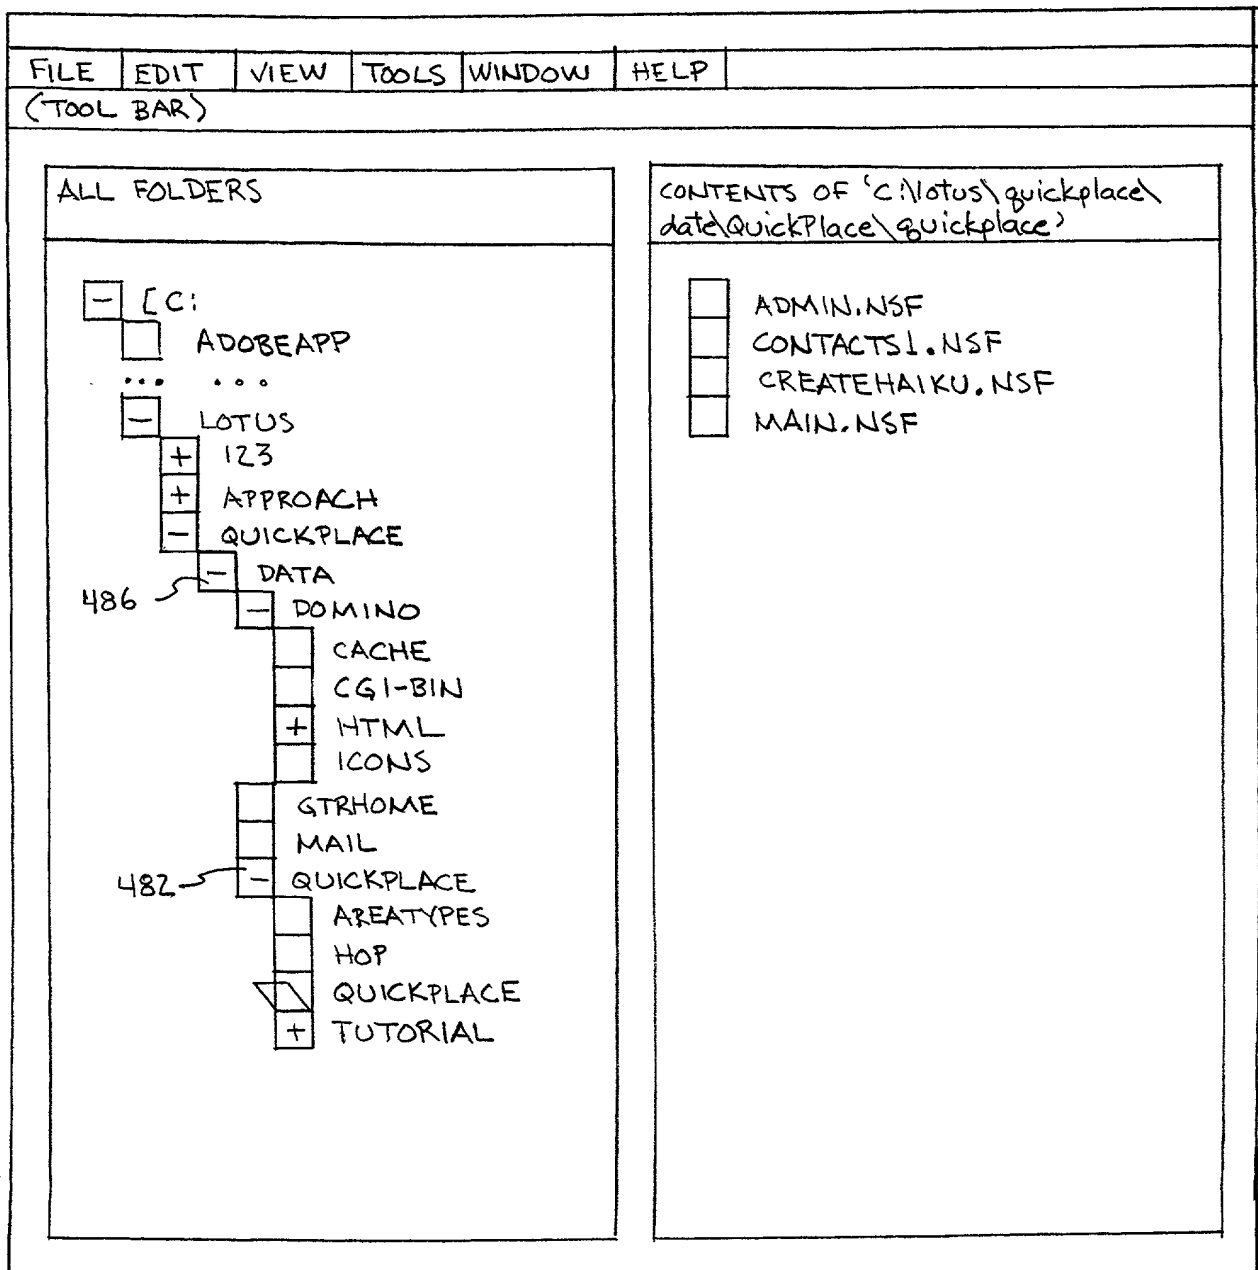 FILE EDIT VIEW TOOLS WINDOW HELP
(TOOL BAR)
ALL FOLDERS
- [C:
ADOBEAPP
... ...
- LOTUS
+ 123
+ APPROACH
- QUICKPLACE
- DATA
486
- DOMINO
CACHE
CGI-BIN
+ HTML
ICONS
GTRHOME
MAIL
482 - QUICKPLACE
AREATYPES
HOP
QUICKPLACE
+ TUTORIAL
CONTENTS OF 'C:\lotus\quickplace\
date\QuickPlace\quickplace'
ADMIN.NSF
CONTACTS1.NSF
CREATEHAIKU.NSF
MAIN.NSF